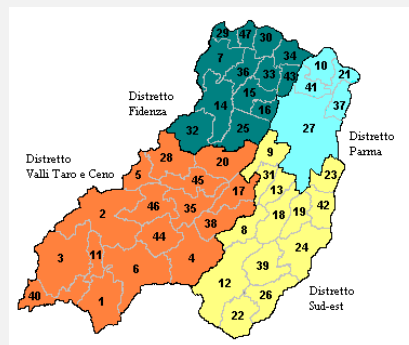 29 47 30
7 34
36 33 43
10 21
41
14 15
37
16
32 25 27
Distretto
Fidenza
Distretto
Parma
Distretto
Valli Taro e Ceno
28 20 9
5 31 23
45 13
17
2 46 35 18 19 42
38 8
44 24
3 11 6 4 39
12
40 1 26
22
Distretto
Sud-est